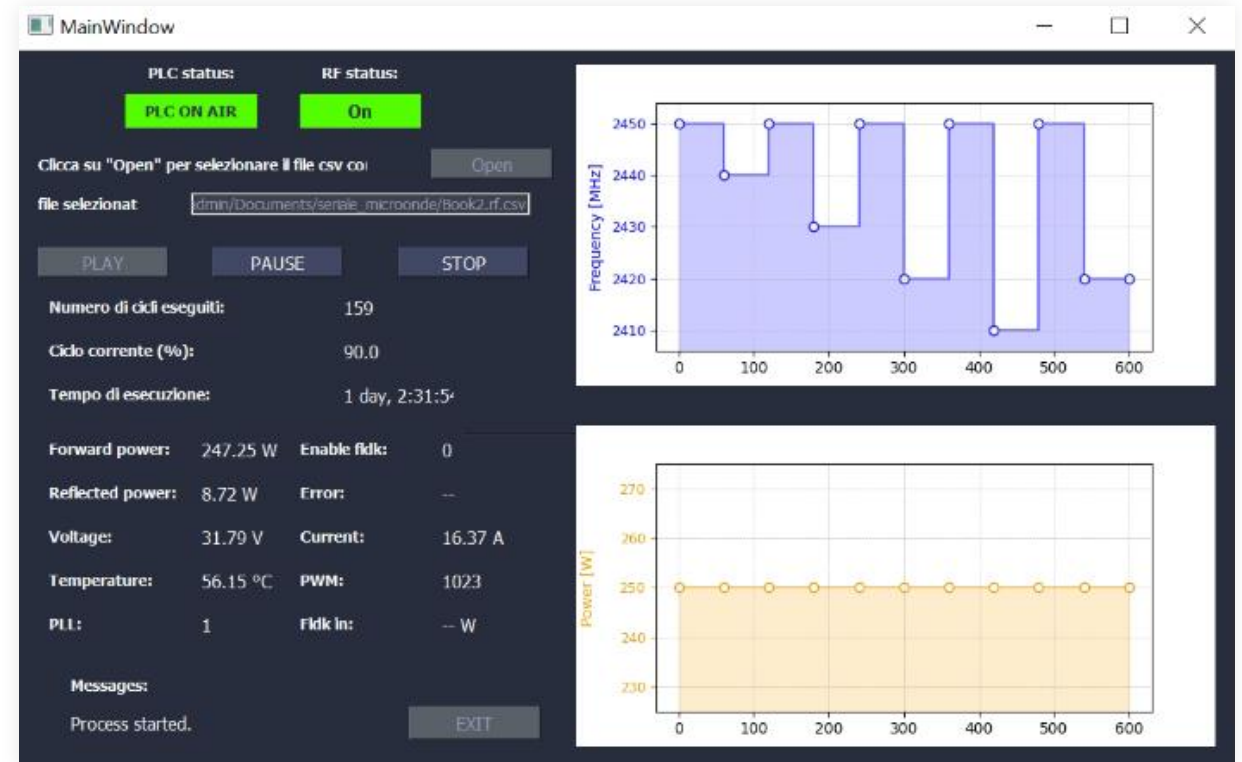 MainWindow
PLC status: RF status:
PLC ON AIR On
Clicca su "Open" per selezionare il file csv co Open
file selezionat dmin/Documents/seriale_microonde/Book2.rf.csv
PLAY PAUSE STOP
Numero di cicli eseguiti: 159
Ciclo corrente (%): 90.0
Tempo di esecuzione: 1 day, 2:31:5
Forward power: 247.25 W Enable fldk: 0
Reflected power: 8.72 W Error: --
Voltage: 31.79 V Current: 16.37 A
Temperature: 56.15 °C PWM: 1023
PLL: 1 Fldk in: -- W
Messages:
Process started. EXIT
Frequency [MHz]
2450
2440
2430
2420
2410
0 100 200 300 400 500 600
Power [W]
270
260
250
240
230
0 100 200 300 400 500 600